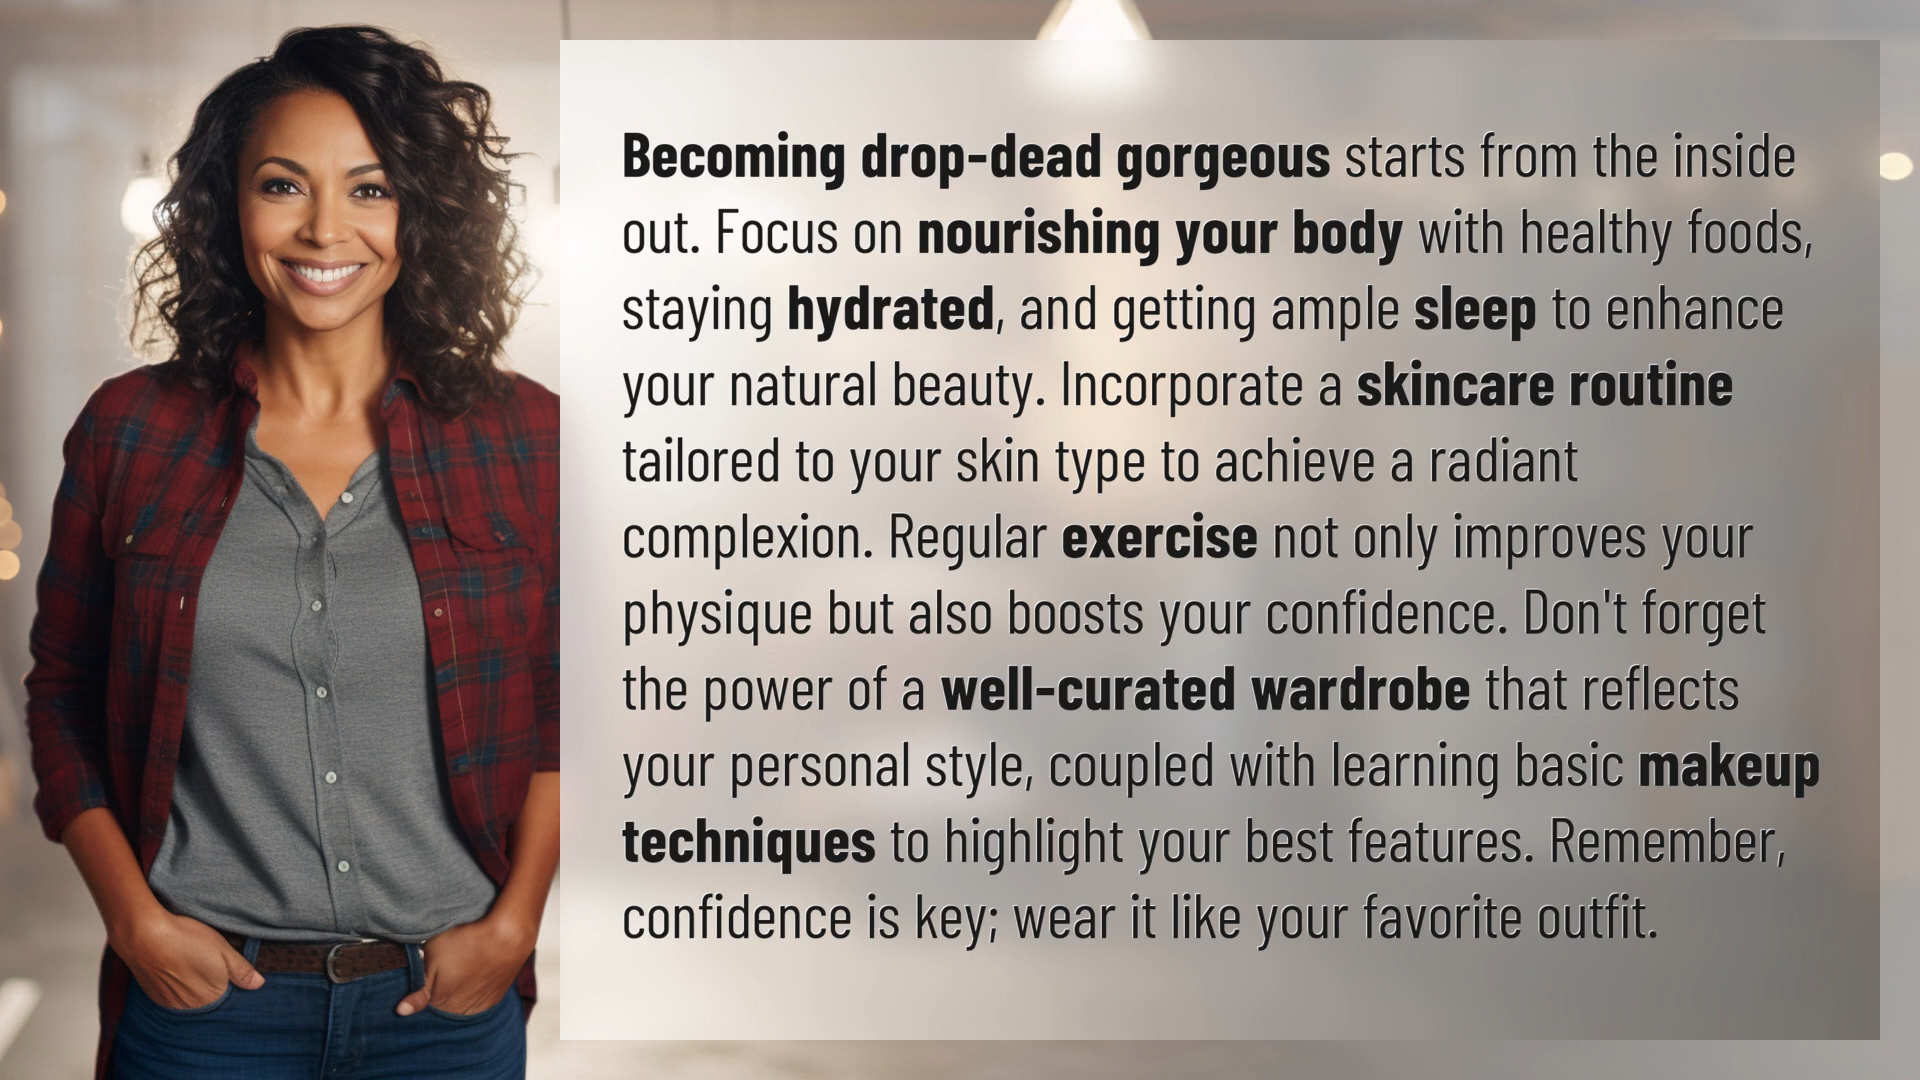 Becoming drop-dead gorgeous starts from the inside
out. Focus on nourishing your body with healthy foods,
staying hydrated, and getting ample sleep to enhance
your natural beauty. Incorporate a skincare routine
tailored to your skin type to achieve a radiant
complexion. Regular exercise not only improves your
physique but also boosts your confidence. Don't forget
the power of a well-curated wardrobe that reflects
your personal style, coupled with learning basic makeup
techniques to highlight your best features. Remember,
confidence is key; wear it like your favorite outfit.